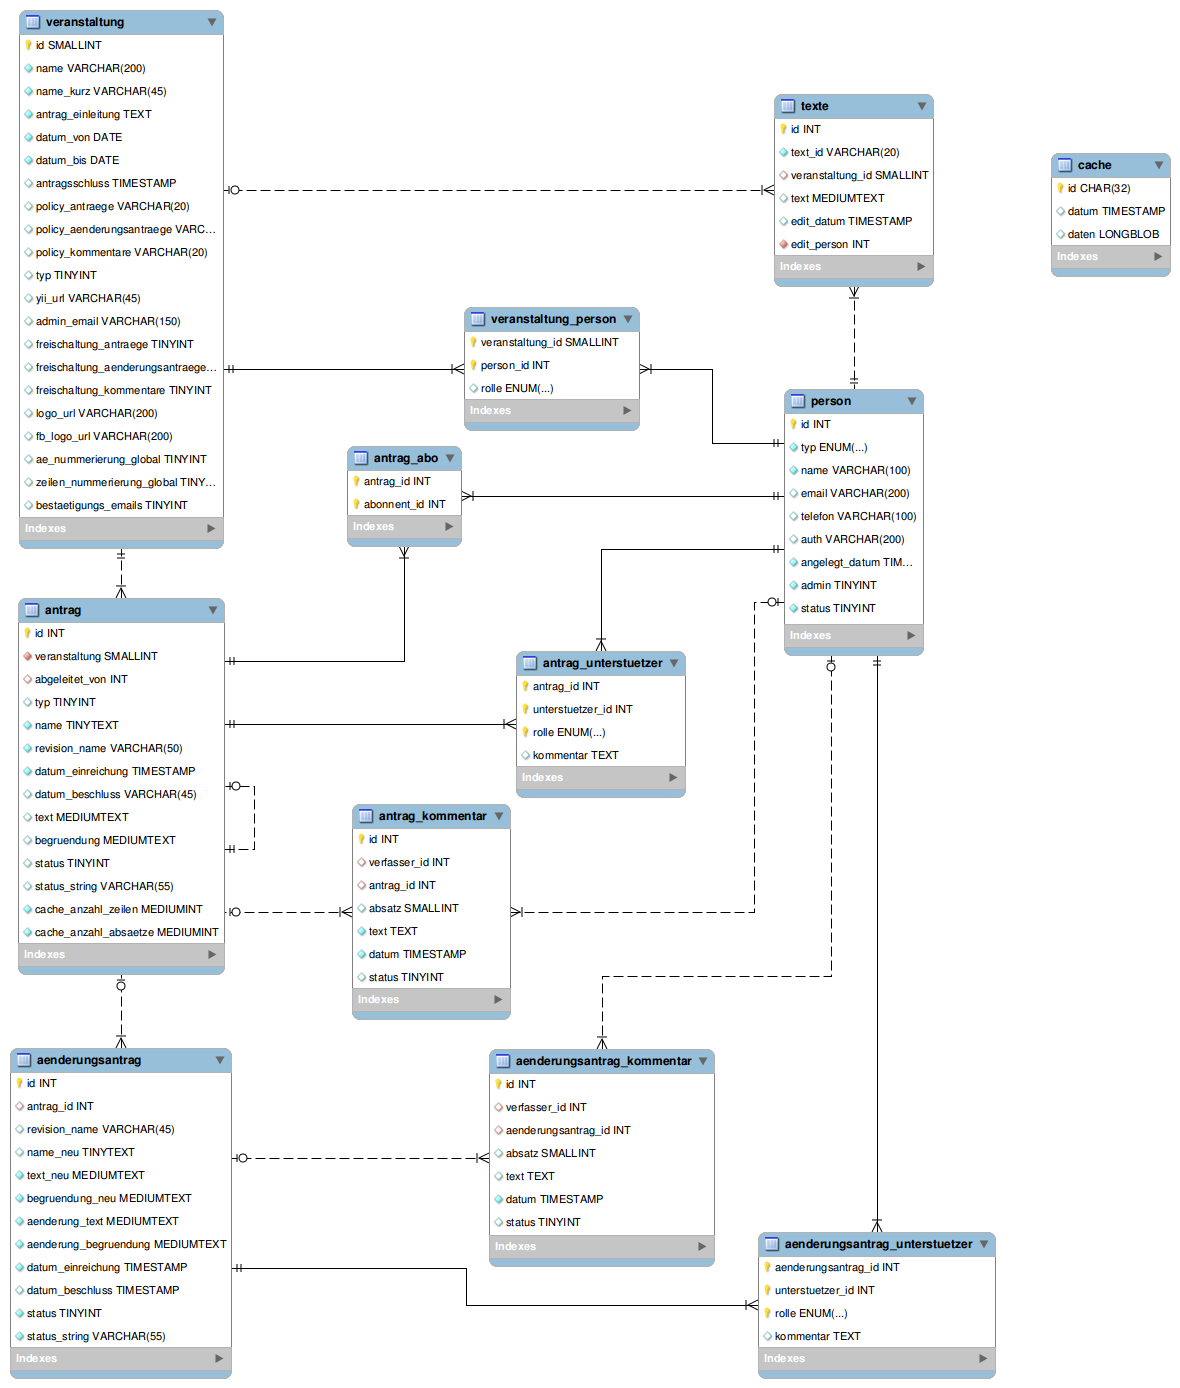 veranstaltung
id SMALLINT
name VARCHAR(200)
name_kurz VARCHAR(45)
antrag_einleitung TEXT
datum_von DATE
datum_bis DATE
antragsschluss TIMESTAMP
policy_antraege VARCHAR(20)
policy_aenderungsantraege VARC...
policy_kommentare VARCHAR(20)
typ TINYINT
yii_url VARCHAR(45)
admin_email VARCHAR(150)
freischaltung_antraege TINYINT
freischaltung_aenderungsantraege...
freischaltung_kommentare TINYINT
logo_url VARCHAR(200)
fb_logo_url VARCHAR(200)
ae_nummerierung_global TINYINT
zeilen_nummerierung_global TINY...
bestaetigungs_emails TINYINT
Indexes
texte
id INT
text_id VARCHAR(20)
veranstaltung_id SMALLINT
text MEDIUMTEXT
edit_datum TIMESTAMP
edit_person INT
Indexes
cache
id CHAR(32)
datum TIMESTAMP
daten LONGBLOB
Indexes
veranstaltung_person
veranstaltung_id SMALLINT
person_id INT
rolle ENUM(...)
Indexes
person
id INT
typ ENUM(...)
name VARCHAR(100)
email VARCHAR(200)
telefon VARCHAR(100)
auth VARCHAR(200)
angelegt_datum TIM...
admin TINYINT
status TINYINT
Indexes
antrag_abo
antrag_id INT
abonnent_id INT
Indexes
antrag
id INT
veranstaltung SMALLINT
abgeleitet_von INT
typ TINYINT
name TINYTEXT
revision_name VARCHAR(50)
datum_einreichung TIMESTAMP
datum_beschluss VARCHAR(45)
text MEDIUMTEXT
begruendung MEDIUMTEXT
status TINYINT
status_string VARCHAR(55)
cache_anzahl_zeilen MEDIUMINT
cache_anzahl_absaetze MEDIUMINT
Indexes
antrag_unterstuetzer
antrag_id INT
unterstuetzer_id INT
rolle ENUM(...)
kommentar TEXT
Indexes
antrag_kommentar
id INT
verfasser_id INT
antrag_id INT
absatz SMALLINT
text TEXT
datum TIMESTAMP
status TINYINT
Indexes
aenderungsantrag
id INT
antrag_id INT
revision_name VARCHAR(45)
name_neu TINYTEXT
text_neu MEDIUMTEXT
begruendung_neu MEDIUMTEXT
aenderung_text MEDIUMTEXT
aenderung_begruendung MEDIUMTEXT
datum_einreichung TIMESTAMP
datum_beschluss TIMESTAMP
status TINYINT
status_string VARCHAR(55)
Indexes
aenderungsantrag_kommentar
id INT
verfasser_id INT
aenderungsantrag_id INT
absatz SMALLINT
text TEXT
datum TIMESTAMP
status TINYINT
Indexes
aenderungsantrag_unterstuetzer
aenderungsantrag_id INT
unterstuetzer_id INT
rolle ENUM(...)
kommentar TEXT
Indexes